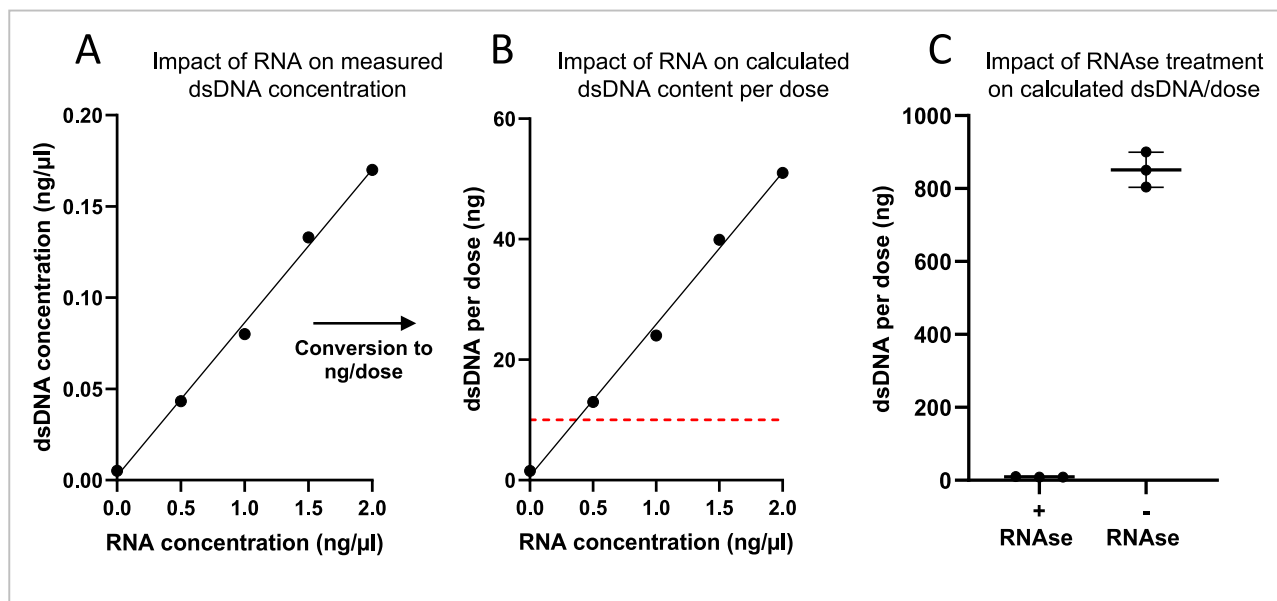 A
Impact of RNA on measured
dsDNA concentration
dsDNA concentration (ng/µl)
0.20
0.15
0.10
0.05
0.00
0.0 0.5 1.0 1.5 2.0
RNA concentration (ng/µl)
Conversion to
ng/dose
B
Impact of RNA on calculated
dsDNA content per dose
dsDNA per dose (ng)
60
40
20
0
0.0 0.5 1.0 1.5 2.0
RNA concentration (ng/µl)
C
Impact of RNAse treatment
on calculated dsDNA/dose
dsDNA per dose (ng)
1000
800
600
400
200
0
+ -
RNAse RNAse